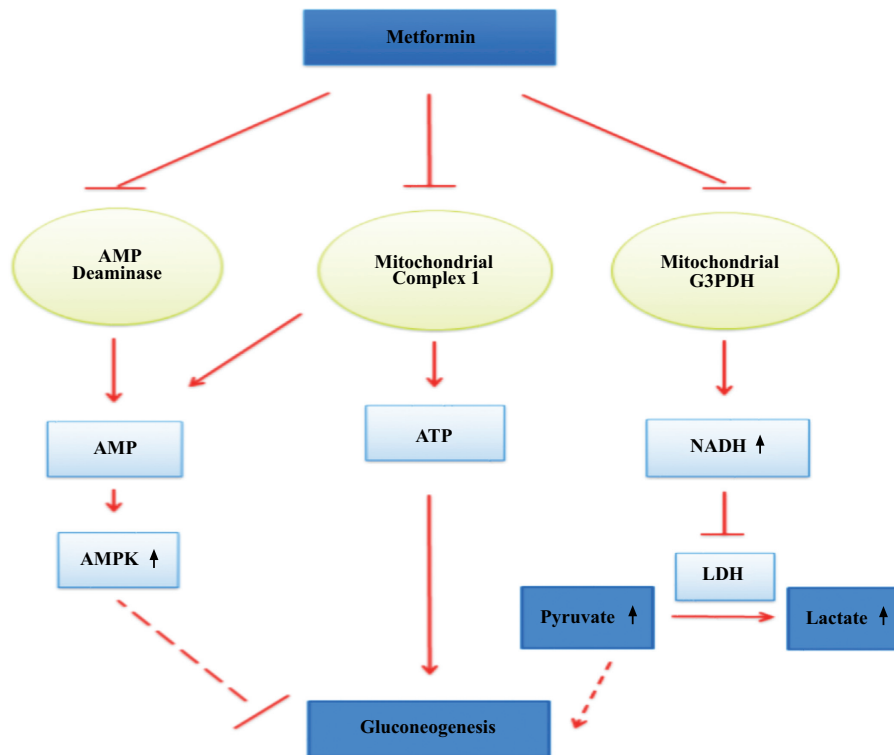 Metformin
AMP
Deaminase
Mitochondrial
Complex 1
Mitochondrial
G3PDH
AMP
ATP
NADH
AMPK
LDH
Pyruvate
Lactate
Gluconeogenesis